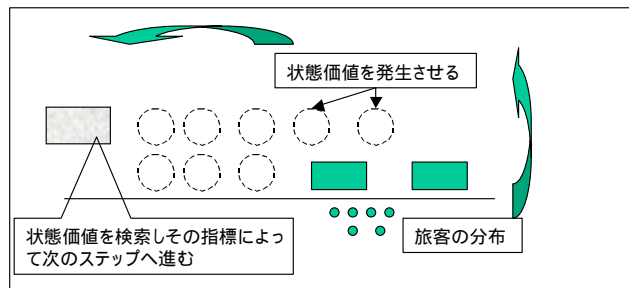 状態価値を発生させる
状態価値を検索しその指標によっ
て次のステップへ進む
旅客の分布